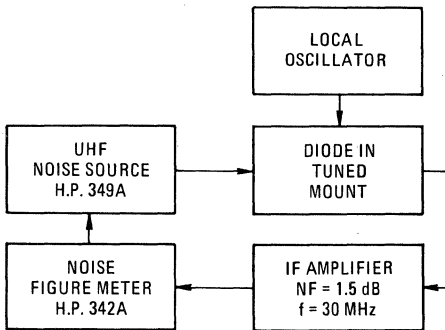 LOCAL
OSCILLATOR
UHF
NOISE SOURCE
H.P. 349A
DIODE IN
TUNED
MOUNT
NOISE
FIGURE METER
H.P. 342A
IF AMPLIFIER
NF = 1.5 dB
f = 30 MHz